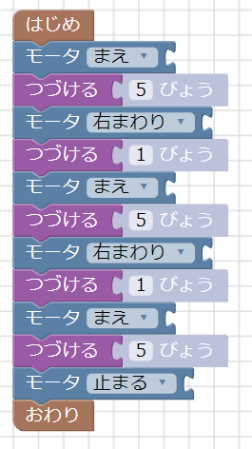 はじめ
モータ まえ
つづける 5 びょう
モータ 右まわり
つづける 1 びょう
モータ まえ
つづける 5 びょう
モータ 右まわり
つづける 1 びょう
モータ まえ
つづける 5 びょう
モータ 止まる
おわり